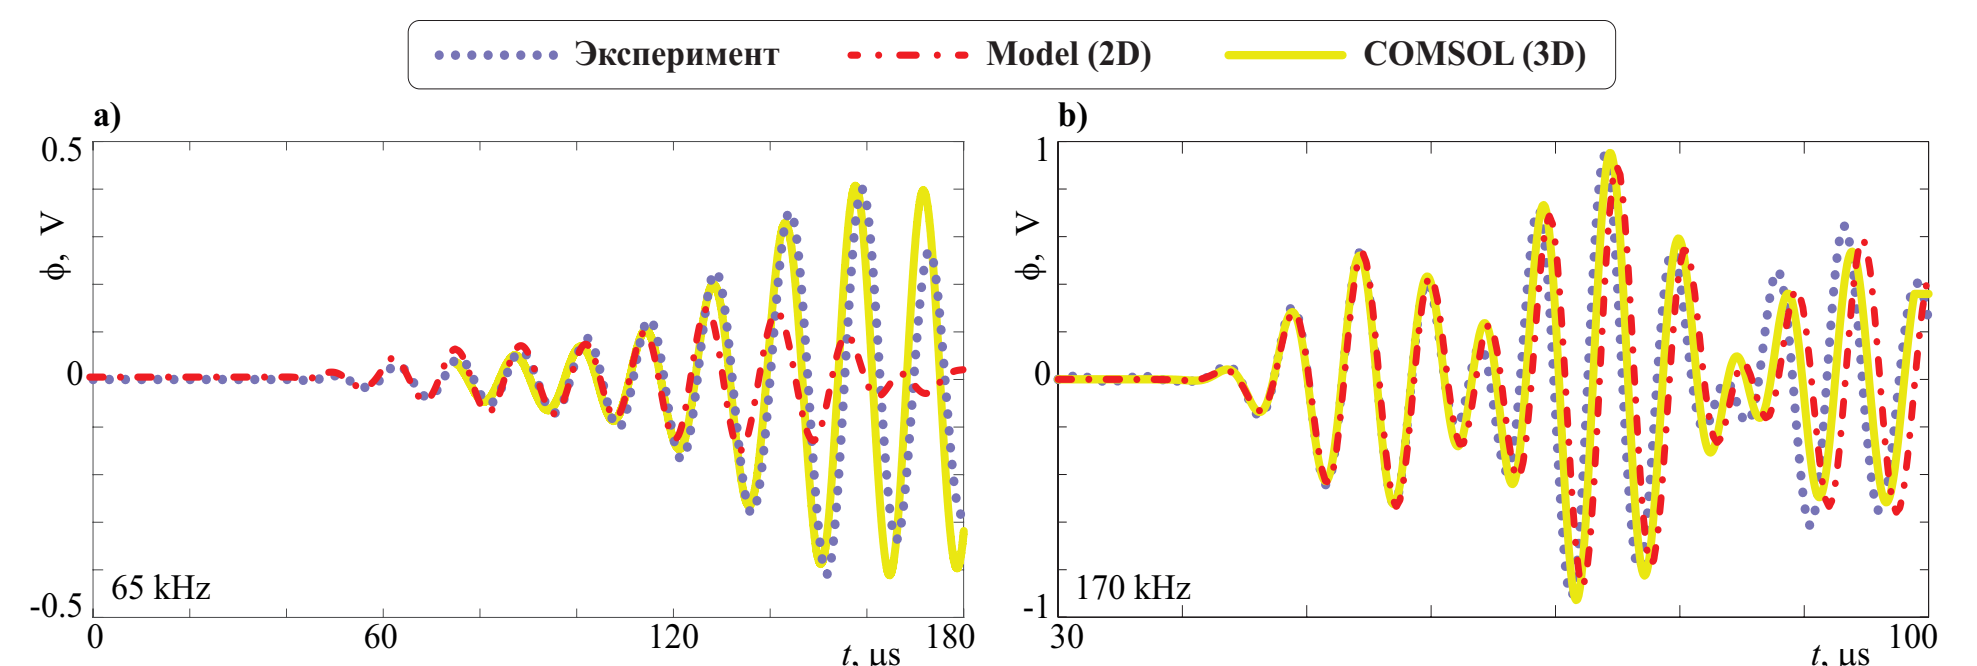 Эксперимент Model (2D) COMSOL (3D)
a)
0.5
0
-0.5
ϕ, V
65 kHz
0 60 120 180
t, μs
b)
1
0
-1
ϕ, V
170 kHz
30 100
t, μs